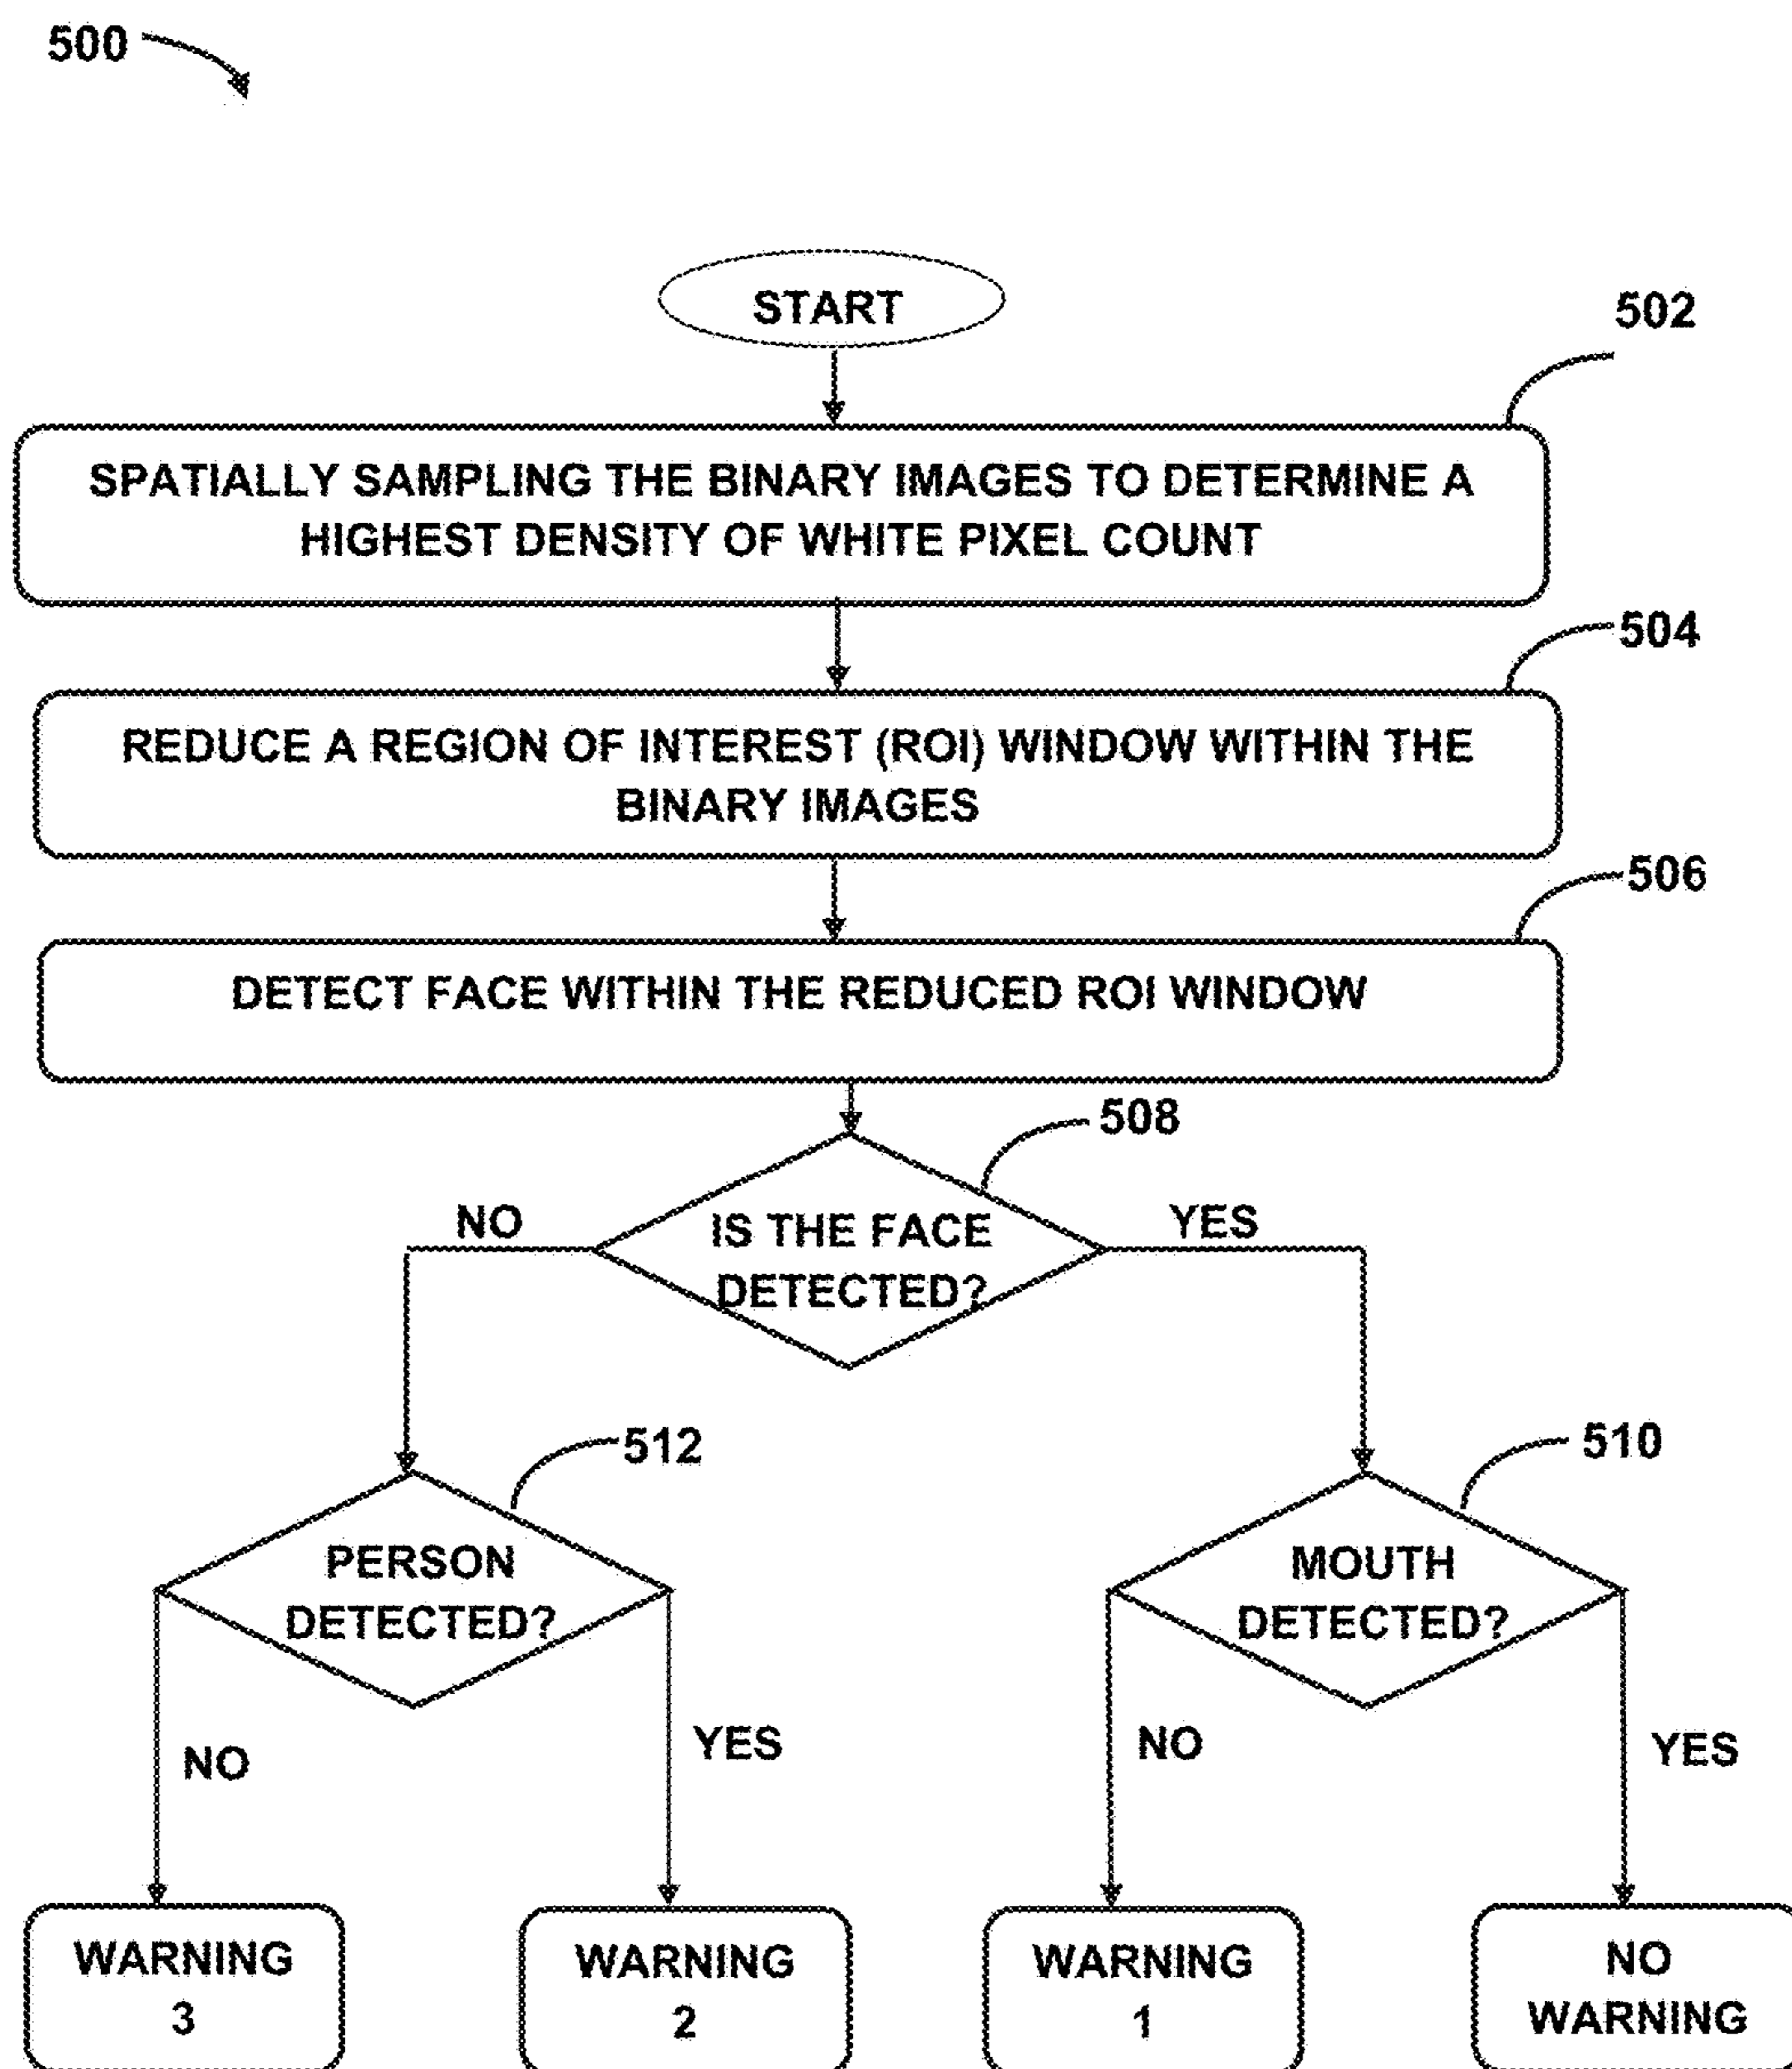 500
START
502
SPATIALLY SAMPLING THE BINARY IMAGES TO DETERMINE A
HIGHEST DENSITY OF WHITE PIXEL COUNT
504
REDUCE A REGION OF INTEREST (ROI) WINDOW WITHIN THE
BINARY IMAGES
506
DETECT FACE WITHIN THE REDUCED ROI WINDOW
508
NO
YES
IS THE FACE
DETECTED?
512
510
PERSON
DETECTED?
MOUTH
DETECTED?
NO
YES
NO
YES
WARNING
3
WARNING
2
WARNING
1
NO
WARNING